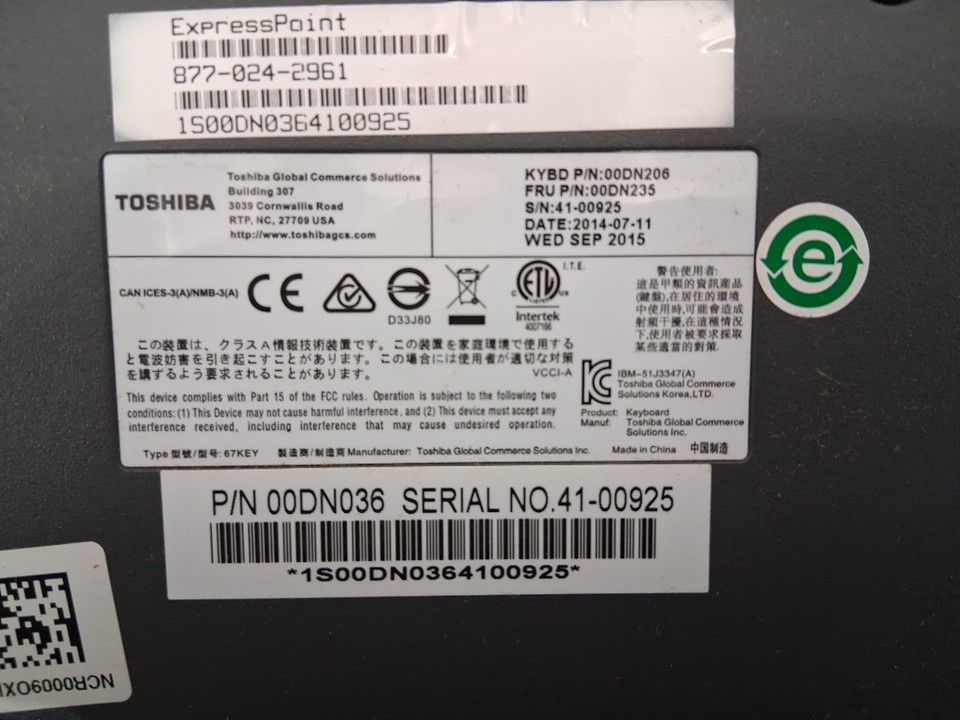 ExpressPoint
877-024-2961
1S00DN0364100925
TOSHIBA
Toshiba Global Commerce Solutions
Building 307
3039 Cornwallis Road
RTP, NC, 27709 USA
http://www.toshibagcs.com
KYBD P/N:00DN206
FRU P/N:00DN235
S/N:41-00925
DATE:2014-07-11
WED SEP 2015
CAN ICES-3(A)/NMB-3(A)
CE
D33J80
ETL
C US
LISTED
I.T.E.
Intertek
4007166
警告使用者:
這是甲類的資訊産品
(鍵盤),在居住的環境
中使用時,可能會造成
射頻干擾,在這種情況
下,使用者被要求採取
某些適當的對策.
この装置は、クラスA情報技術装置です。この装置を家庭環境で使用する
と電波妨害を引き起こすことがあります。この場合には使用者が適切な対策
を講ずるよう要求されることがあります。
VCCI-A
This device complies with Part 15 of the FCC rules. Operation is subject to the following two
conditions: (1) This Device may not cause harmful interference, and (2) This device must accept any
interference received, including interference that may cause undesired operation.
IBM-51J3347(A)
Toshiba Global Commerce
Solutions Korea,LTD.
Product: Keyboard
Manuf: Toshiba Global Commerce
Solutions Inc.
Type 型號/型号: 67KEY 製造商/制造商 Manufacturer: Toshiba Global Commerce Solutions Inc. Made in China 中国制造
e
P/N 00DN036 SERIAL NO.41-00925
*1S00DN0364100925*
NCR00090X